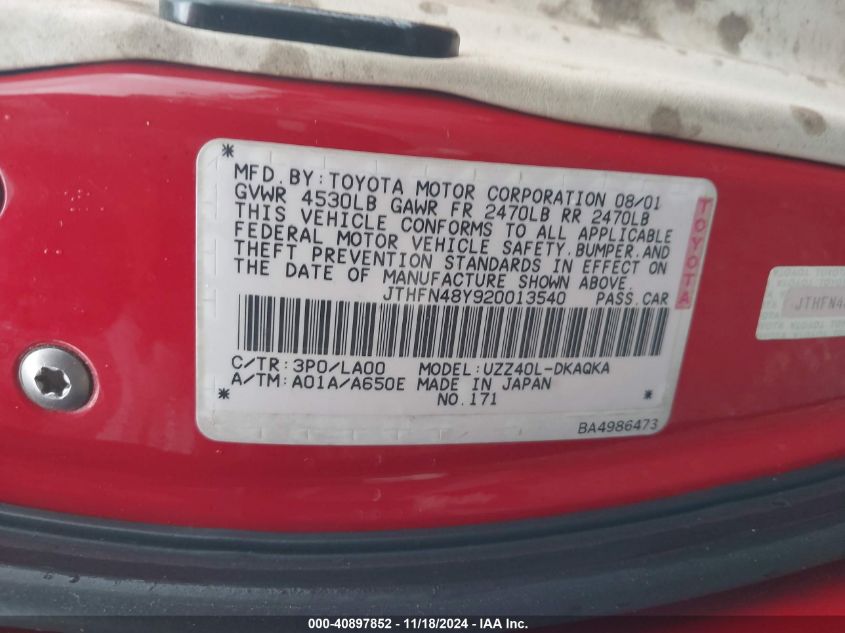 MFD. BY: TOYOTA MOTOR CORPORATION 08/01
GVWR 4530LB GAWR FR 2470LB RR 2470LB
THIS VEHICLE CONFORMS TO ALL APPLICABLE
FEDERAL MOTOR VEHICLE SAFETY, BUMPER, AND
THEFT PREVENTION STANDARDS IN EFFECT ON
THE DATE OF MANUFACTURE SHOWN ABOVE.
JTHFN48Y920013540 PASS. CAR
C/TR: 3P0/LA00 MODEL: UZZ40L-DKAQKA
A/TM: A01A/A650E MADE IN JAPAN
NO. 171
BA4986473
TOYOTA
JTHFN4
000-40897852 - 11/18/2024 - IAA Inc.